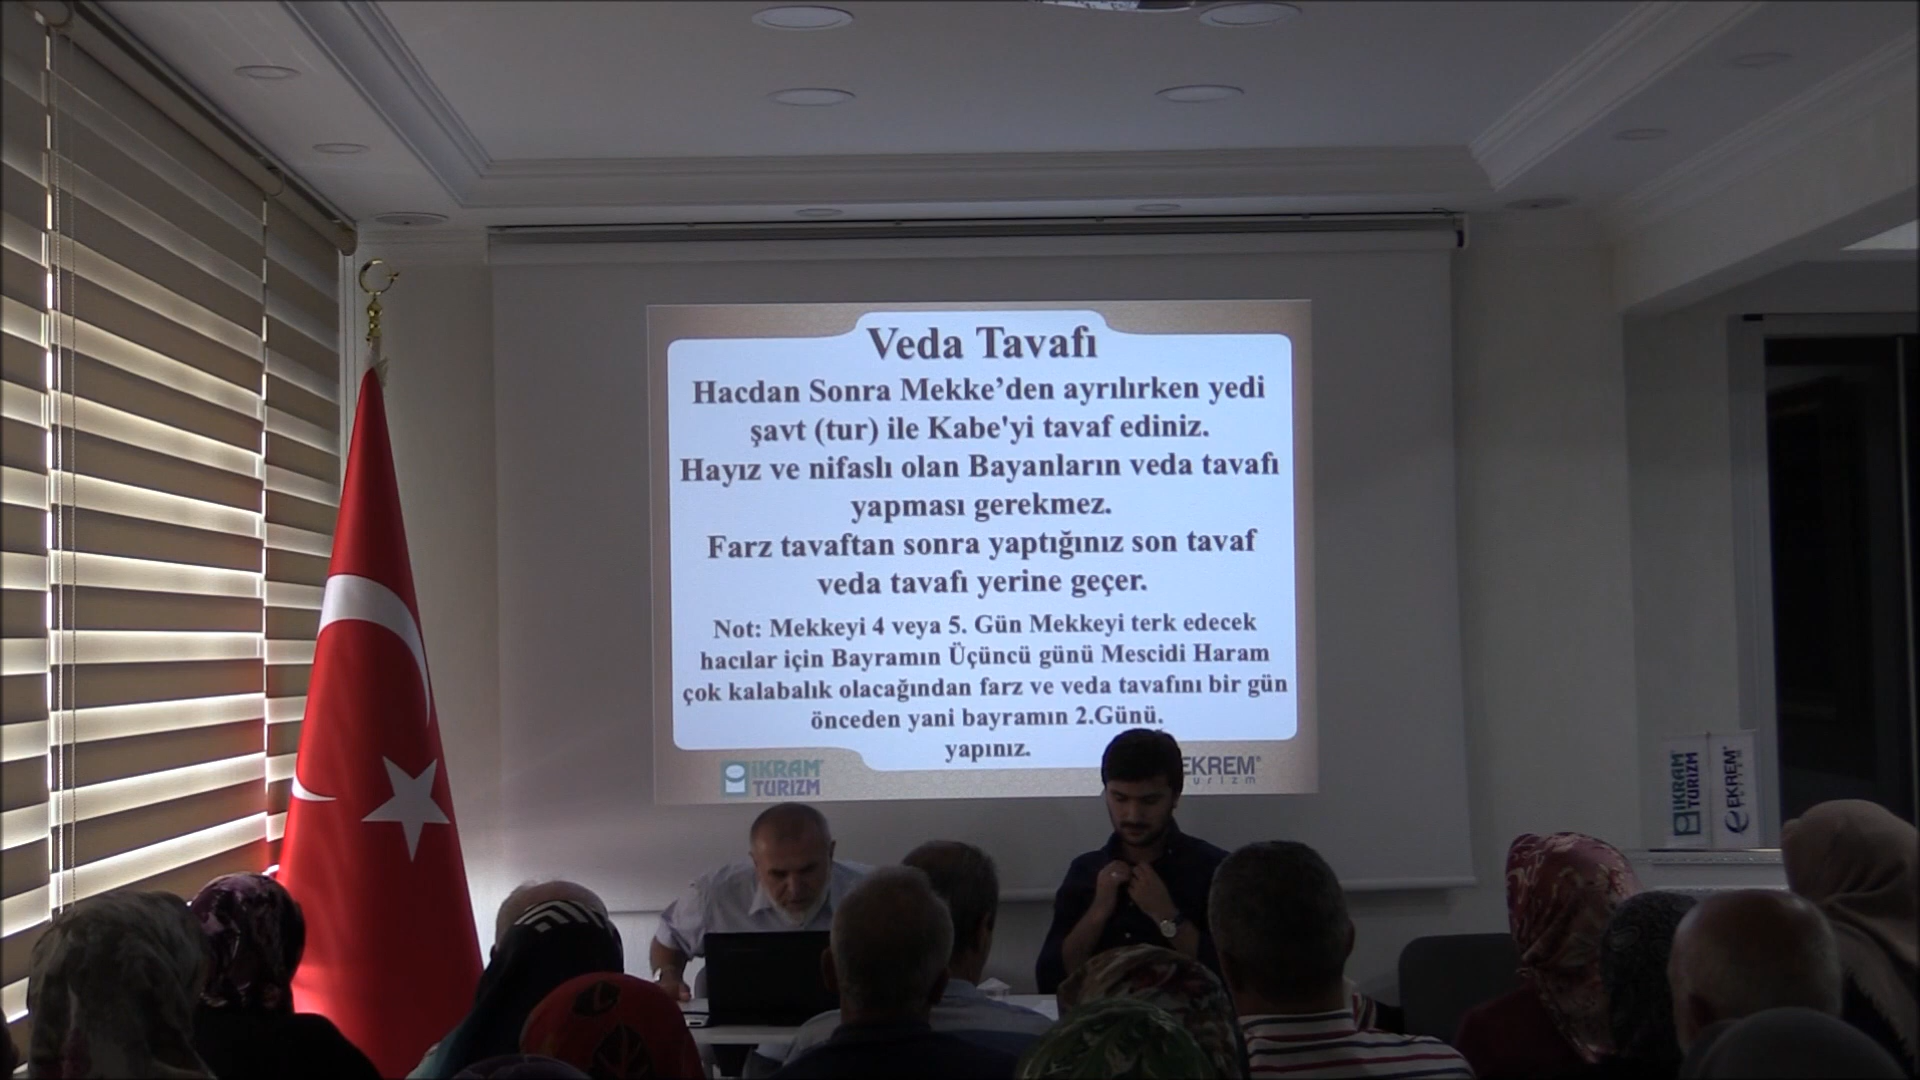 Veda Tavafı
Hacdan Sonra Mekke’den ayrılırken yedi
şavt (tur) ile Kabe'yi tavaf ediniz.
Hayız ve nifaslı olan Bayanların veda tavafı
yapması gerekmez.
Farz tavaftan sonra yaptığınız son tavaf
veda tavafı yerine geçer.
Not: Mekkeyi 4 veya 5. Gün Mekkeyi terk edecek
hacılar için Bayramın Üçüncü günü Mescidi Haram
çok kalabalık olacağından farz ve veda tavafını bir gün
önceden yani bayramın 2.Günü.
yapınız.
İKRAM
TURİZM
EKREM
urizm
İKRAM
TURİZM
EKREM